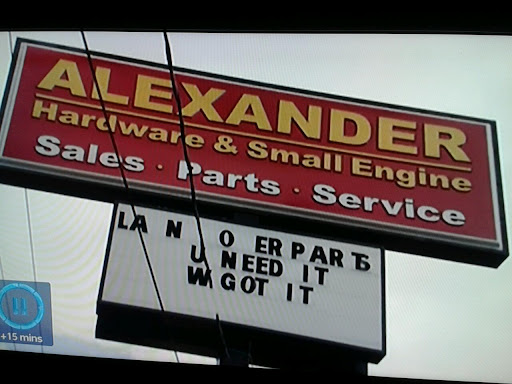 ALEXANDER
Hardware & Small Engine
Sales · Parts · Service
LA N O ER PARTS
U NEED IT
W GOT IT
+15 mins